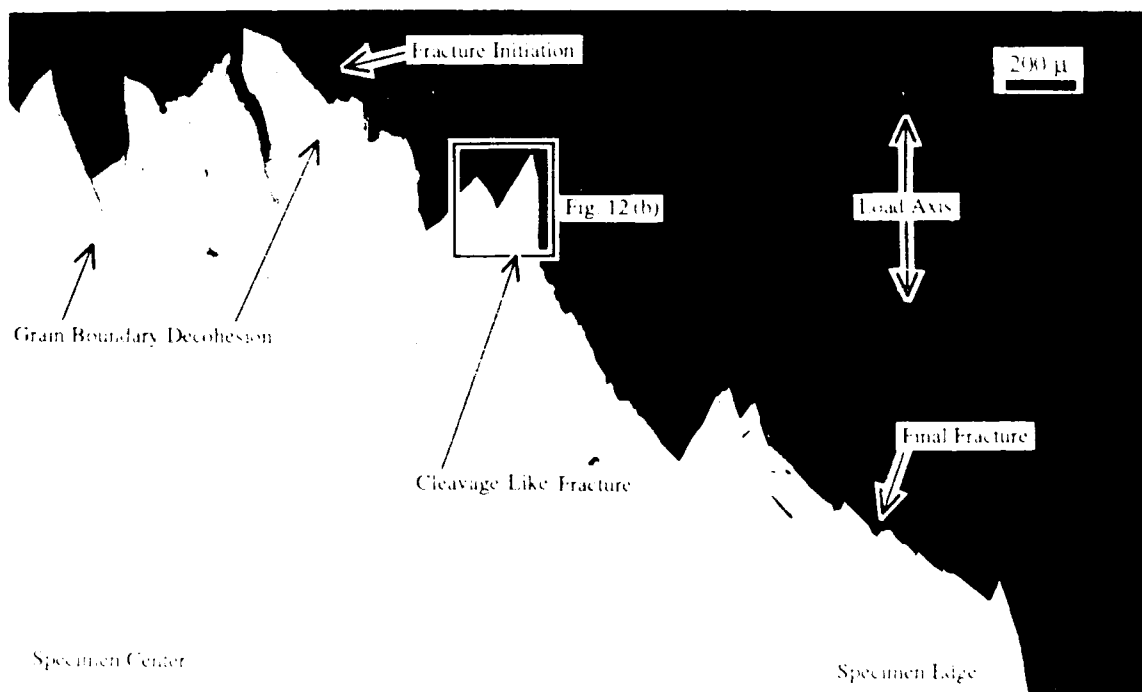 Fracture Initiation
200 µ
Fig. 12 (b)
Load Axis
Grain Boundary Decohesion
Final Fracture
Cleavage Like Fracture
Specimen Center
Specimen Edge